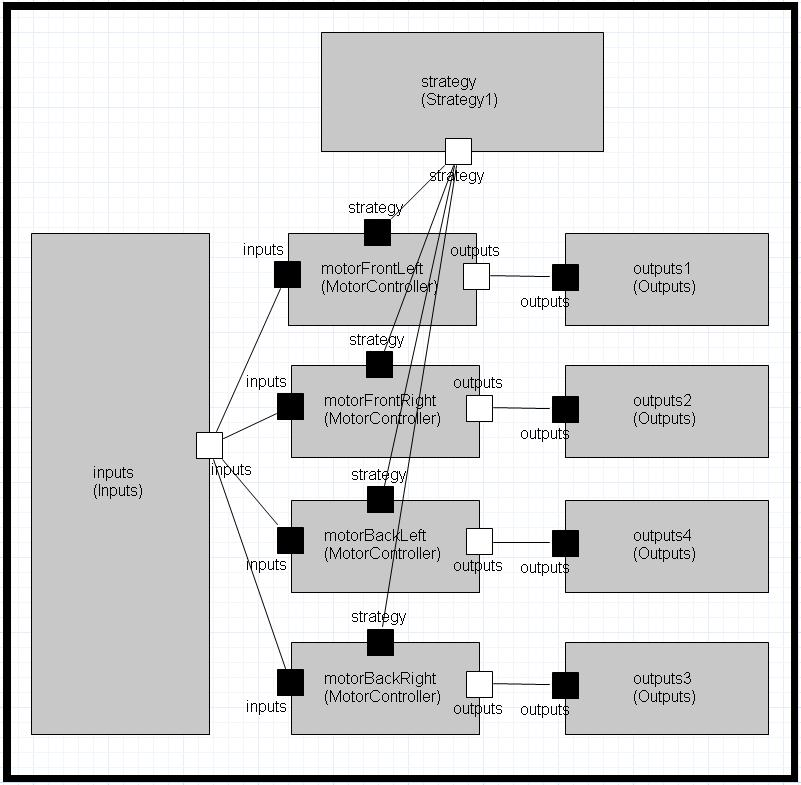 strategy
(Strategy1)
strategy
strategy
inputs
motorFrontLeft
(MotorController)
outputs
outputs
outputs1
(Outputs)
strategy
inputs
motorFrontRight
(MotorController)
outputs
outputs
outputs2
(Outputs)
inputs
inputs
(Inputs)
strategy
motorBackLeft
(MotorController)
inputs
outputs
outputs
outputs4
(Outputs)
strategy
motorBackRight
(MotorController)
inputs
outputs
outputs
outputs3
(Outputs)